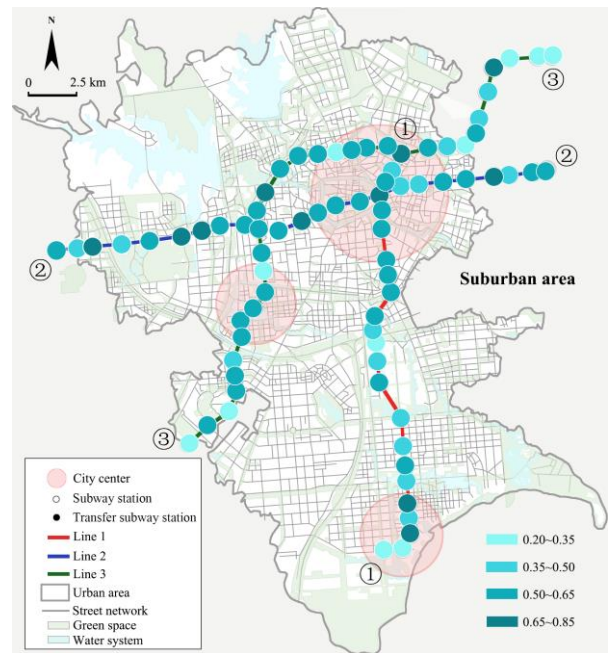 N
0 2.5 km
③
①
②
②
Suburban area
③
①
City center
Subway station
Transfer subway station
Line 1
Line 2
Line 3
Urban area
Street network
Green space
Water system
0.20~0.35
0.35~0.50
0.50~0.65
0.65~0.85